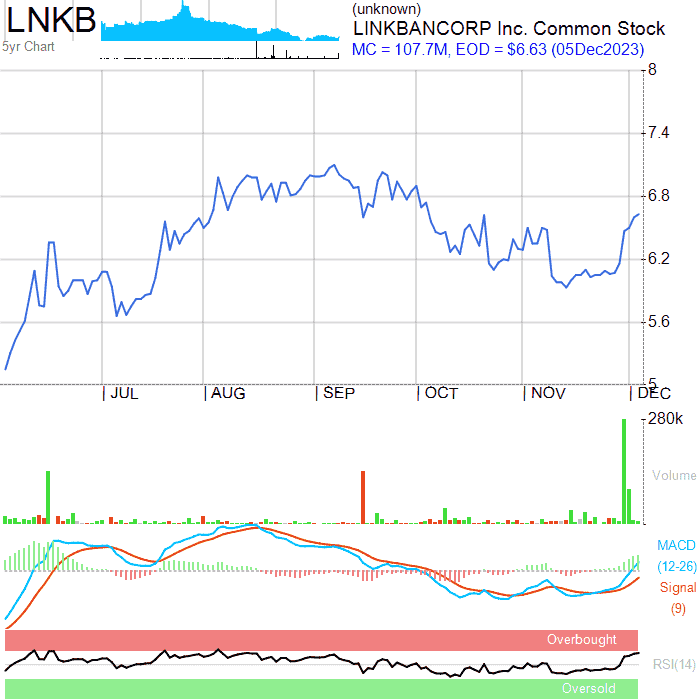 LNKB
5yr Chart
(unknown)
LINKBANCORP Inc. Common Stock
MC = 107.7M, EOD = $6.63 (05Dec2023)
8
7.4
6.8
6.2
5.6
5
JUL AUG SEP OCT NOV DEC
280k
Volume
MACD
(12-26)
Signal
(9)
Overbought
RSI(14)
Oversold